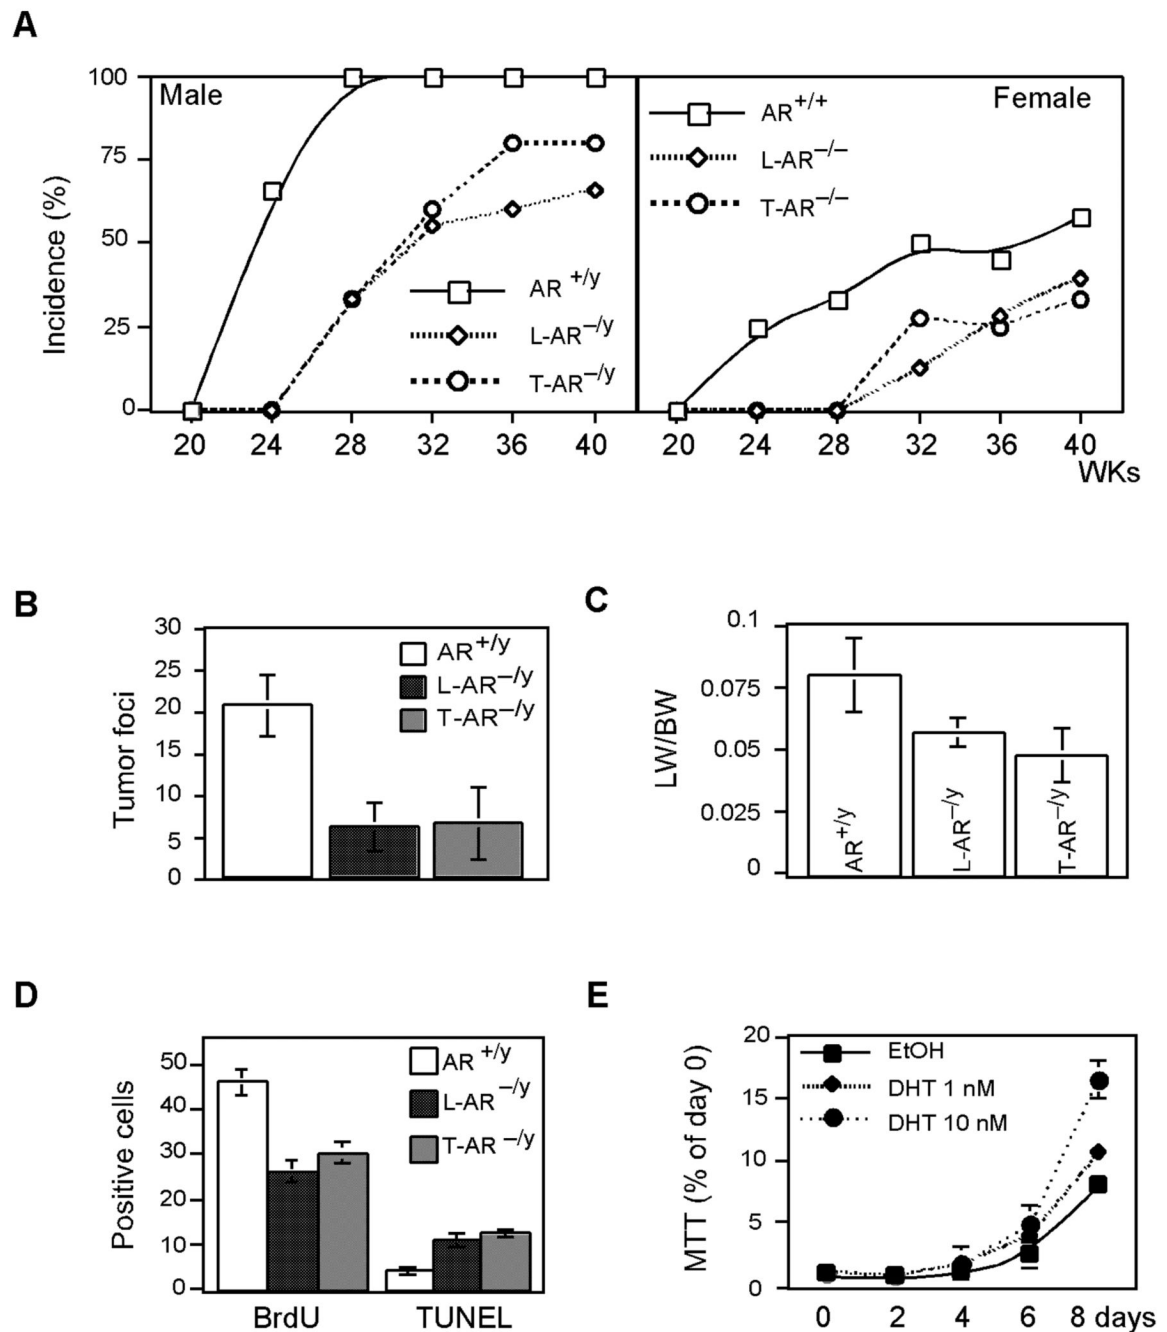 A
Incidence (%)
100
75
50
25
0
Male
AR +/y
L-AR–/y
T-AR–/y
20 24 28 32 36 40
Female
AR+/+
L-AR–/–
T-AR–/–
20 24 28 32 36 40
WKs
B
Tumor foci
30
25
20
15
10
5
0
AR+/y
L-AR–/y
T-AR–/y
C
LW/BW
0.1
0.075
0.05
0.025
0
AR+/y
L-AR–/y
T-AR–/y
D
Positive cells
50
40
30
20
10
0
AR +/y
L-AR –/y
T-AR –/y
BrdU TUNEL
E
MTT (% of day 0)
20
15
10
5
0
EtOH
DHT 1 nM
DHT 10 nM
0 2 4 6 8 days